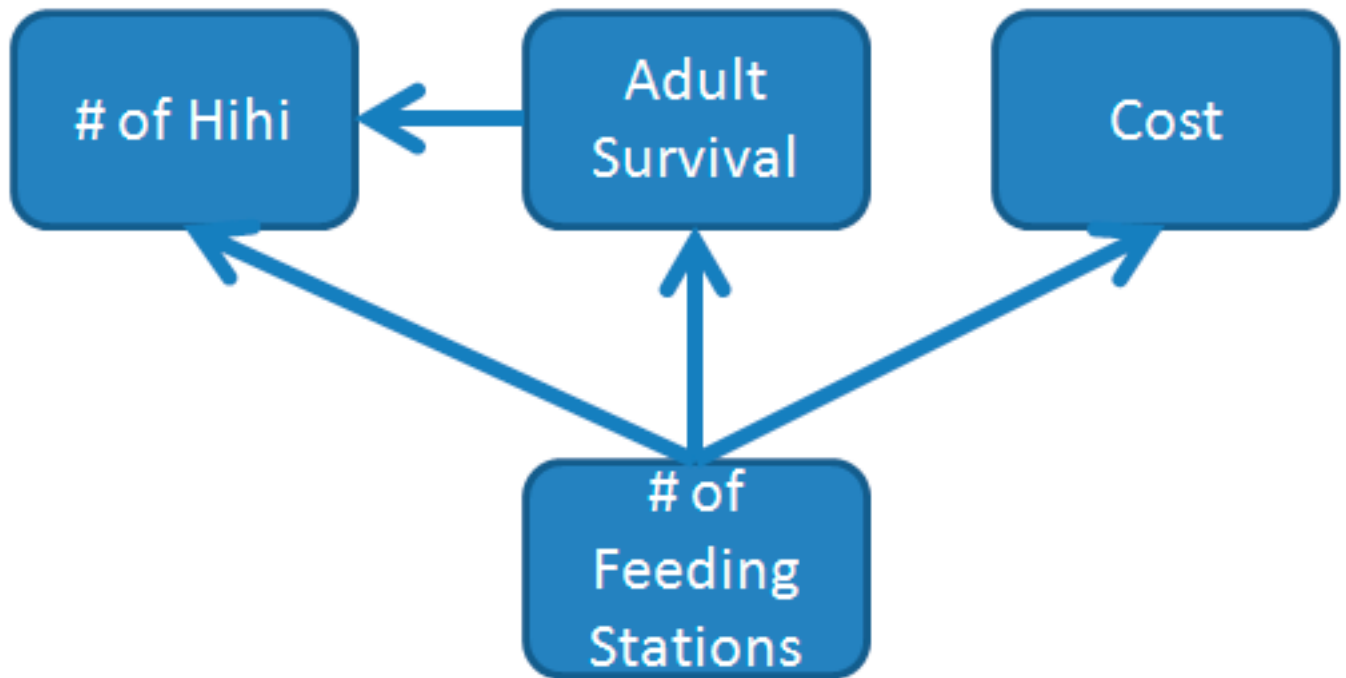 # of Hihi
Adult
Survival
Cost
# of
Feeding
Stations